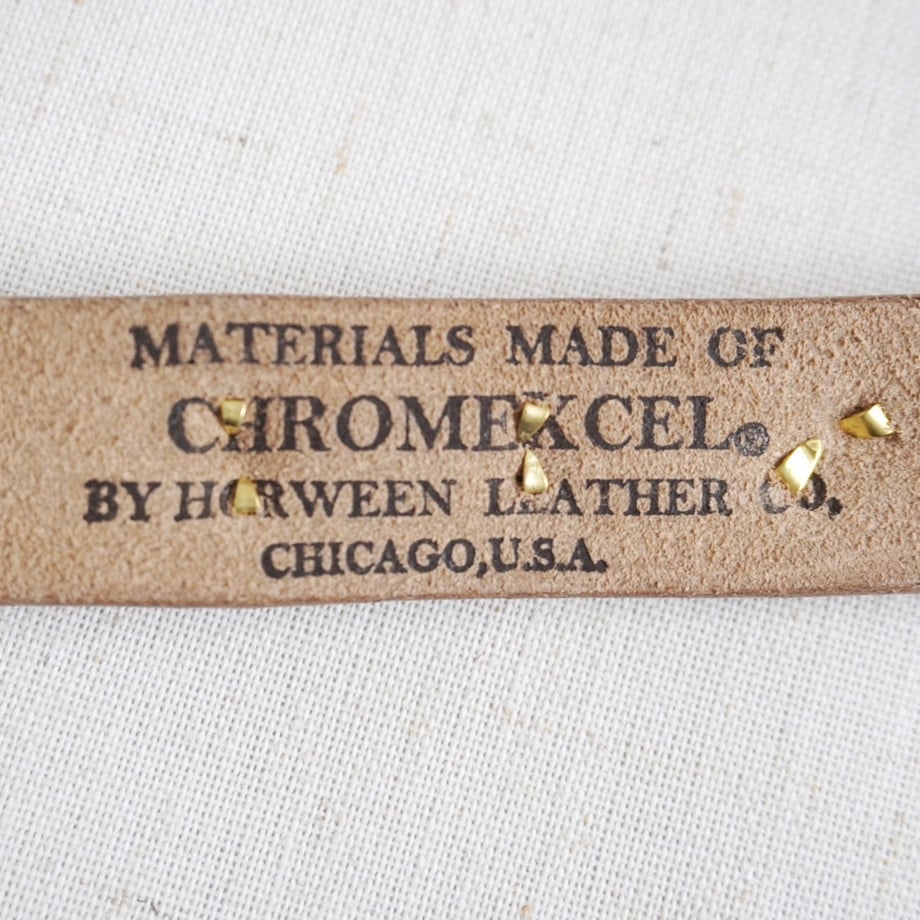 MATERIALS MADE OF
CHROMEXCEL®
BY HORWEEN LEATHER CO.
CHICAGO,U.S.A.